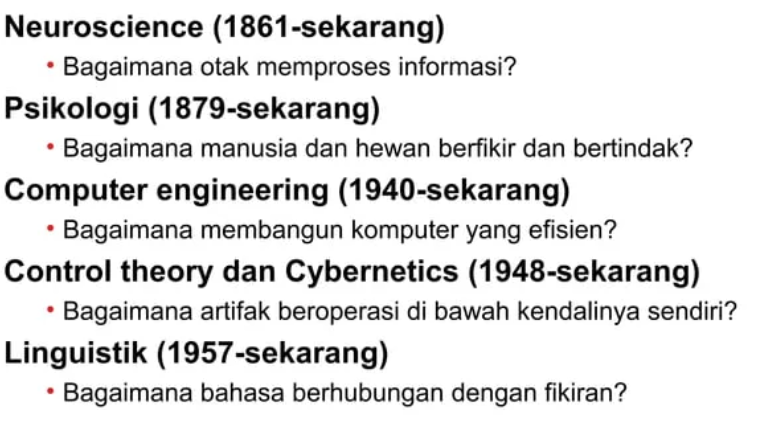 Neuroscience (1861-sekarang)
• Bagaimana otak memproses informasi?
Psikologi (1879-sekarang)
• Bagaimana manusia dan hewan berfikir dan bertindak?
Computer engineering (1940-sekarang)
• Bagaimana membangun komputer yang efisien?
Control theory dan Cybernetics (1948-sekarang)
• Bagaimana artifak beroperasi di bawah kendalinya sendiri?
Linguistik (1957-sekarang)
• Bagaimana bahasa berhubungan dengan fikiran?